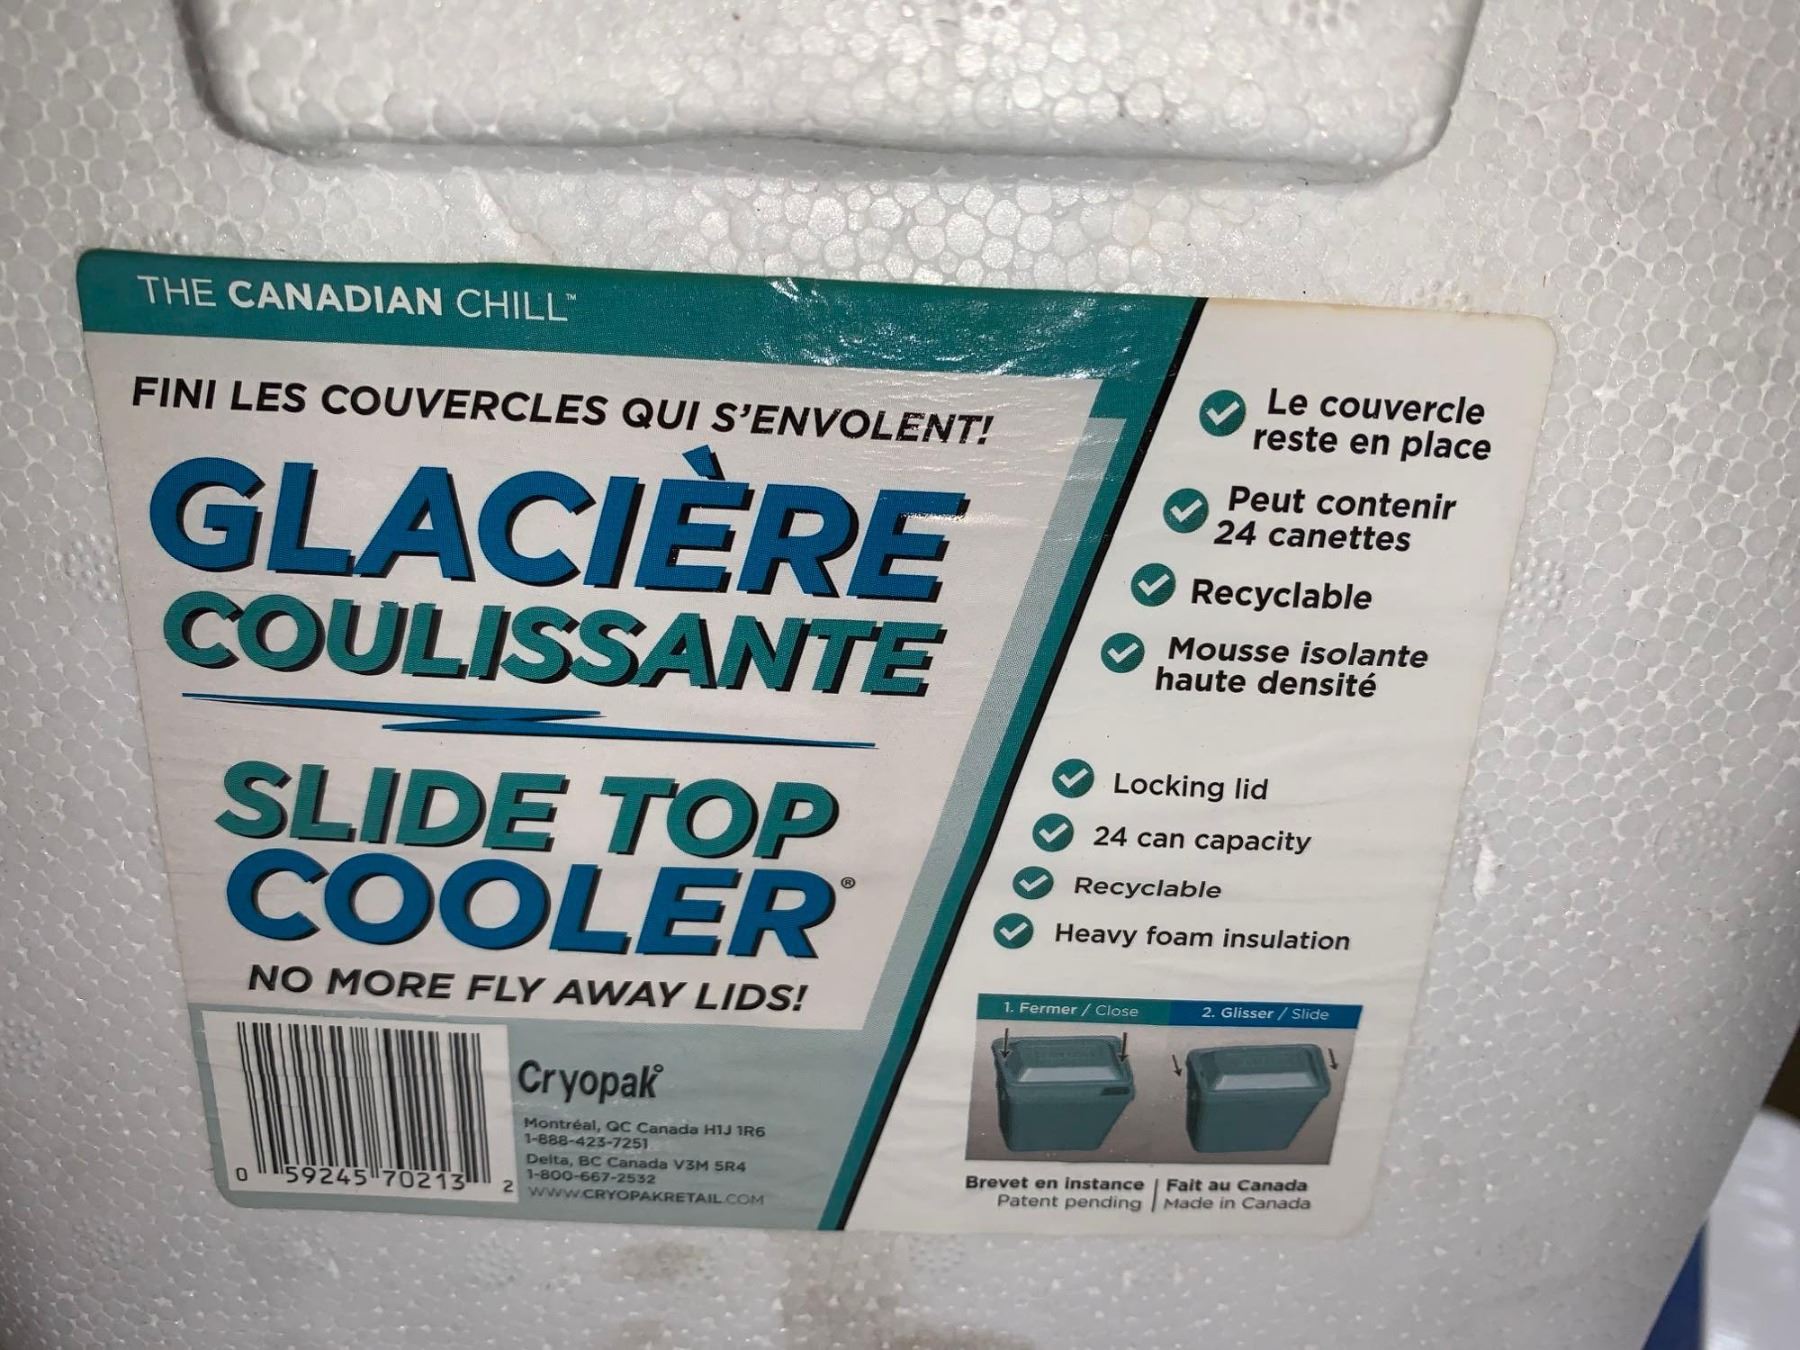 THE CANADIAN CHILL™
FINI LES COUVERCLES QUI S'ENVOLENT!
GLACIÈRE
COULISSANTE
SLIDE TOP
COOLER®
NO MORE FLY AWAY LIDS!
0 59245 70213 2
Cryopak®
Montréal, QC Canada H1J 1R6
1-888-423-7251
Delta, BC Canada V3M 5R4
1-800-667-2532
WWW.CRYOPAKRETAIL.COM
Le couvercle
reste en place
Peut contenir
24 canettes
Recyclable
Mousse isolante
haute densité
Locking lid
24 can capacity
Recyclable
Heavy foam insulation
1. Fermer / Close
2. Glisser / Slide
Brevet en instance | Fait au Canada
Patent pending | Made in Canada